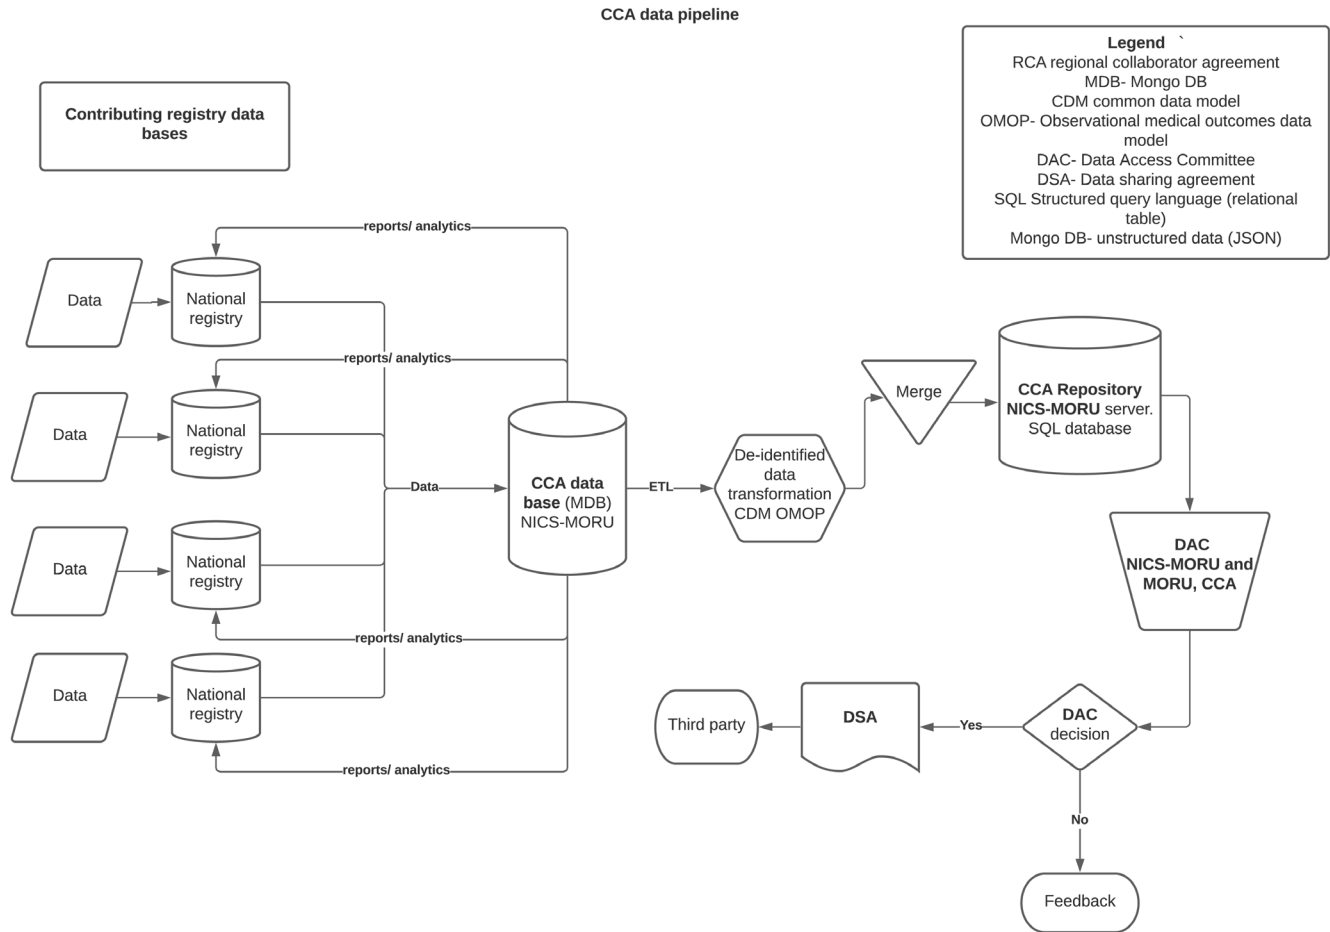 CCA data pipeline
Legend `
RCA regional collaborator agreement
MDB- Mongo DB
CDM common data model
OMOP- Observational medical outcomes data
model
DAC- Data Access Committee
DSA- Data sharing agreement
SQL Structured query language (relational
table)
Mongo DB- unstructured data (JSON)
Contributing registry data
bases
reports/ analytics
Data
National
registry
reports/ analytics
Data
National
registry
Data
National
registry
reports/ analytics
Data
National
registry
reports/ analytics
Data
CCA data
base (MDB)
NICS-MORU
ETL
De-identified
data
transformation
CDM OMOP
Merge
CCA Repository
NICS-MORU server.
SQL database
DAC
NICS-MORU and
MORU, CCA
DAC
decision
Yes
DSA
Third party
No
Feedback